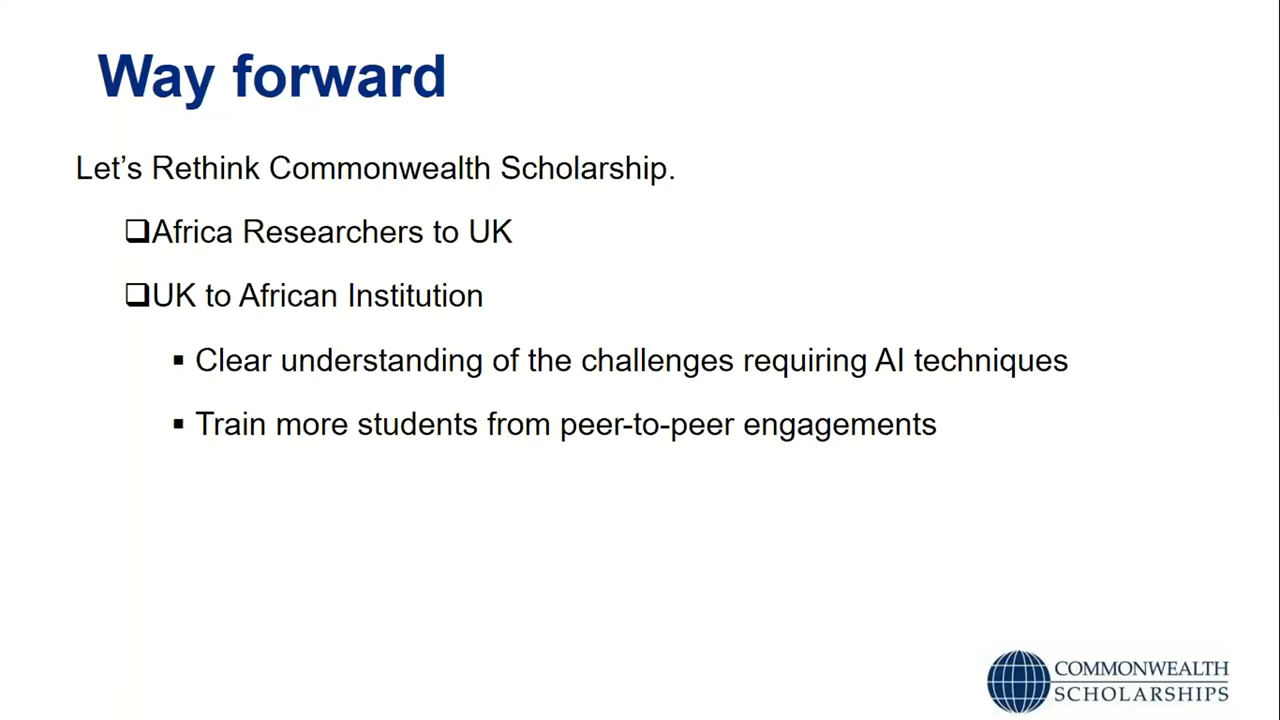 Way forward
Let’s Rethink Commonwealth Scholarship.
❑Africa Researchers to UK
❑UK to African Institution
▪ Clear understanding of the challenges requiring AI techniques
▪ Train more students from peer-to-peer engagements
COMMONWEALTH
SCHOLARSHIPS